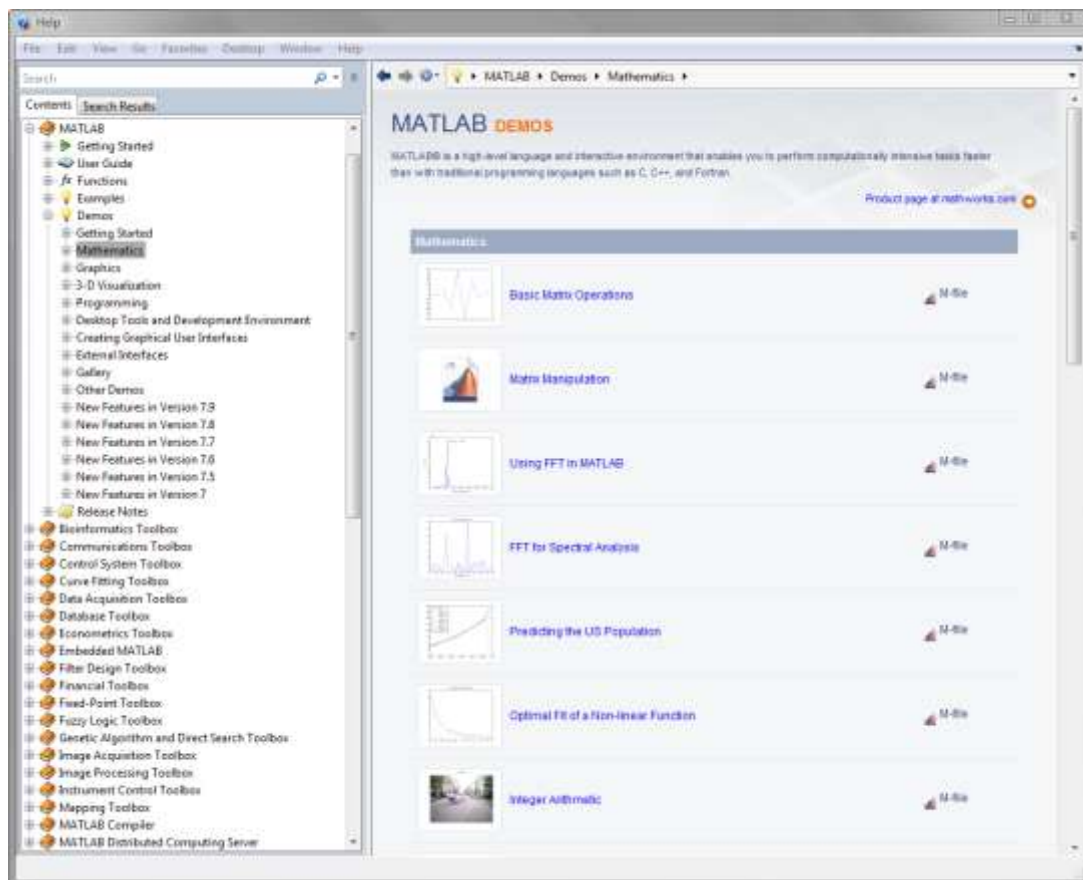 Help
File Edit View Go Favorites Desktop Window Help
Search
MATLAB Demos Mathematics
Contents Search Results
MATLAB
Getting Started
User Guide
fx Functions
Examples
Demos
Getting Started
Mathematics
Graphics
3-D Visualization
Programming
Desktop Tools and Development Environment
Creating Graphical User Interfaces
External Interfaces
Gallery
Other Demos
New Features in Version 7.9
New Features in Version 7.8
New Features in Version 7.7
New Features in Version 7.6
New Features in Version 7.5
New Features in Version 7
Release Notes
Bioinformatics Toolbox
Communications Toolbox
Control System Toolbox
Curve Fitting Toolbox
Data Acquisition Toolbox
Database Toolbox
Econometrics Toolbox
Embedded MATLAB
Filter Design Toolbox
Financial Toolbox
Fixed-Point Toolbox
Fuzzy Logic Toolbox
Genetic Algorithm and Direct Search Toolbox
Image Acquisition Toolbox
Image Processing Toolbox
Instrument Control Toolbox
Mapping Toolbox
MATLAB Compiler
MATLAB Distributed Computing Server
MATLAB DEMOS
MATLAB® is a high-level language and interactive environment that enables you to perform computationally intensive tasks faster
than with traditional programming languages such as C, C++, and Fortran.
Product page at mathworks.com
Mathematics
Basic Matrix Operations M-file
Matrix Manipulation M-file
Using FFT in MATLAB M-file
FFT for Spectral Analysis M-file
Predicting the US Population M-file
Optimal Fit of a Non-linear Function M-file
Integer Arithmetic M-file